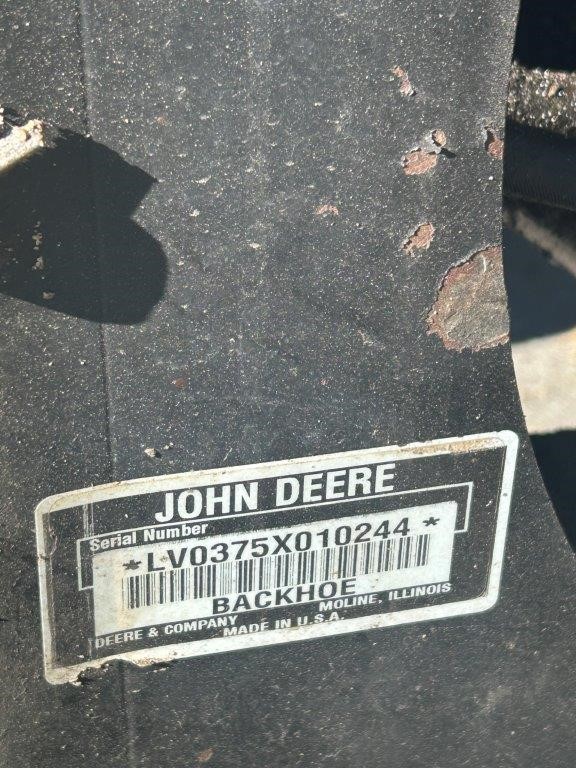 JOHN DEERE
Serial Number
*LV0375X010244*
BACKHOE
DEERE & COMPANY MOLINE, ILLINOIS
MADE IN U.S.A.